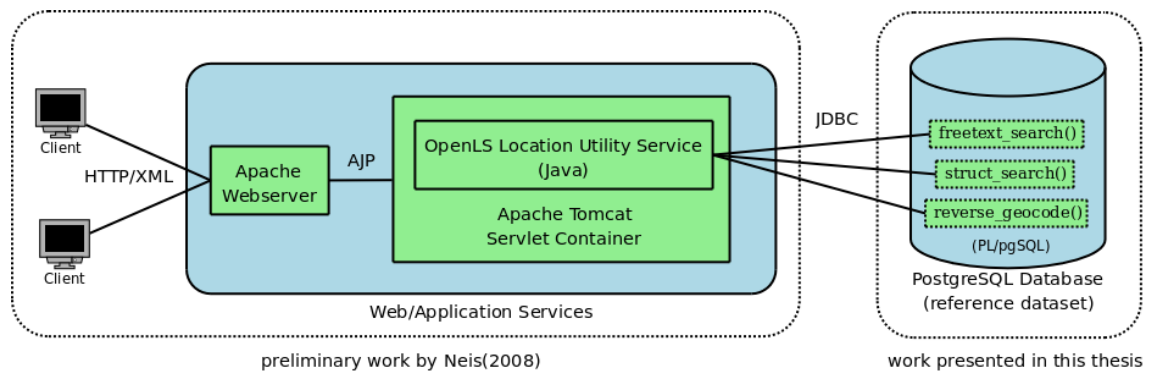 Client
HTTP/XML
Client
Apache
Webserver
AJP
OpenLS Location Utility Service
(Java)
Apache Tomcat
Servlet Container
Web/Application Services
preliminary work by Neis(2008)
JDBC
freetext_search()
struct_search()
reverse_geocode()
(PL/pgSQL)
PostgreSQL Database
(reference dataset)
work presented in this thesis